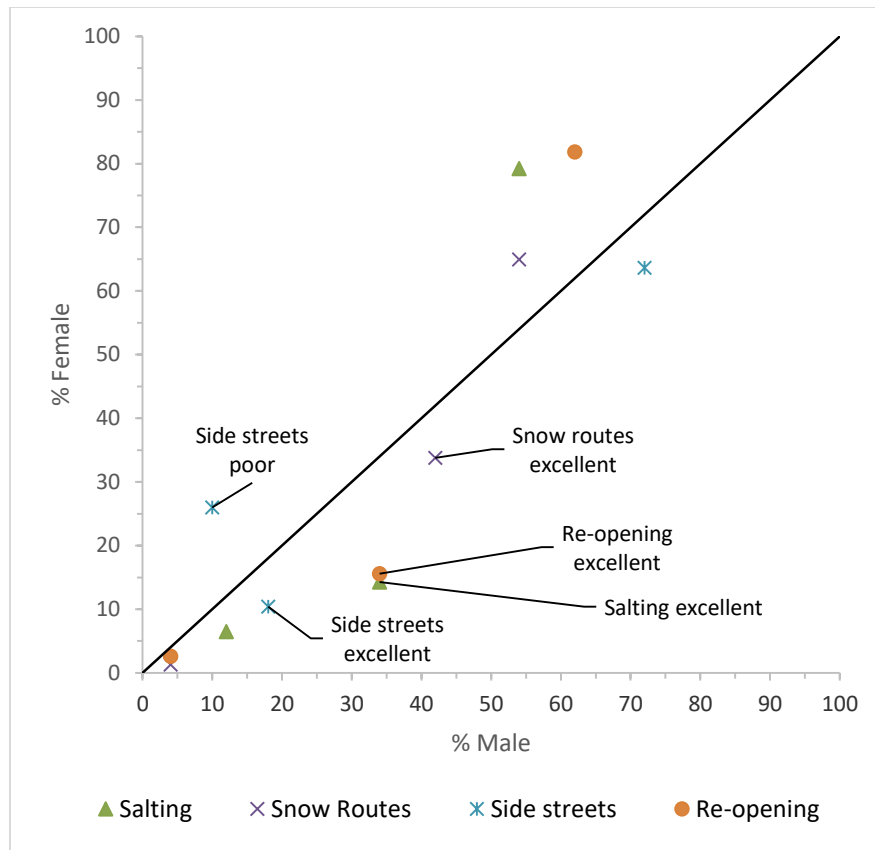 100
90
80
70
60
50
40
30
20
10
0
% Female
Side streets
poor
Snow routes
excellent
Re-opening
excellent
Salting excellent
Side streets
excellent
0 10 20 30 40 50 60 70 80 90 100
% Male
Salting Snow Routes Side streets Re-opening